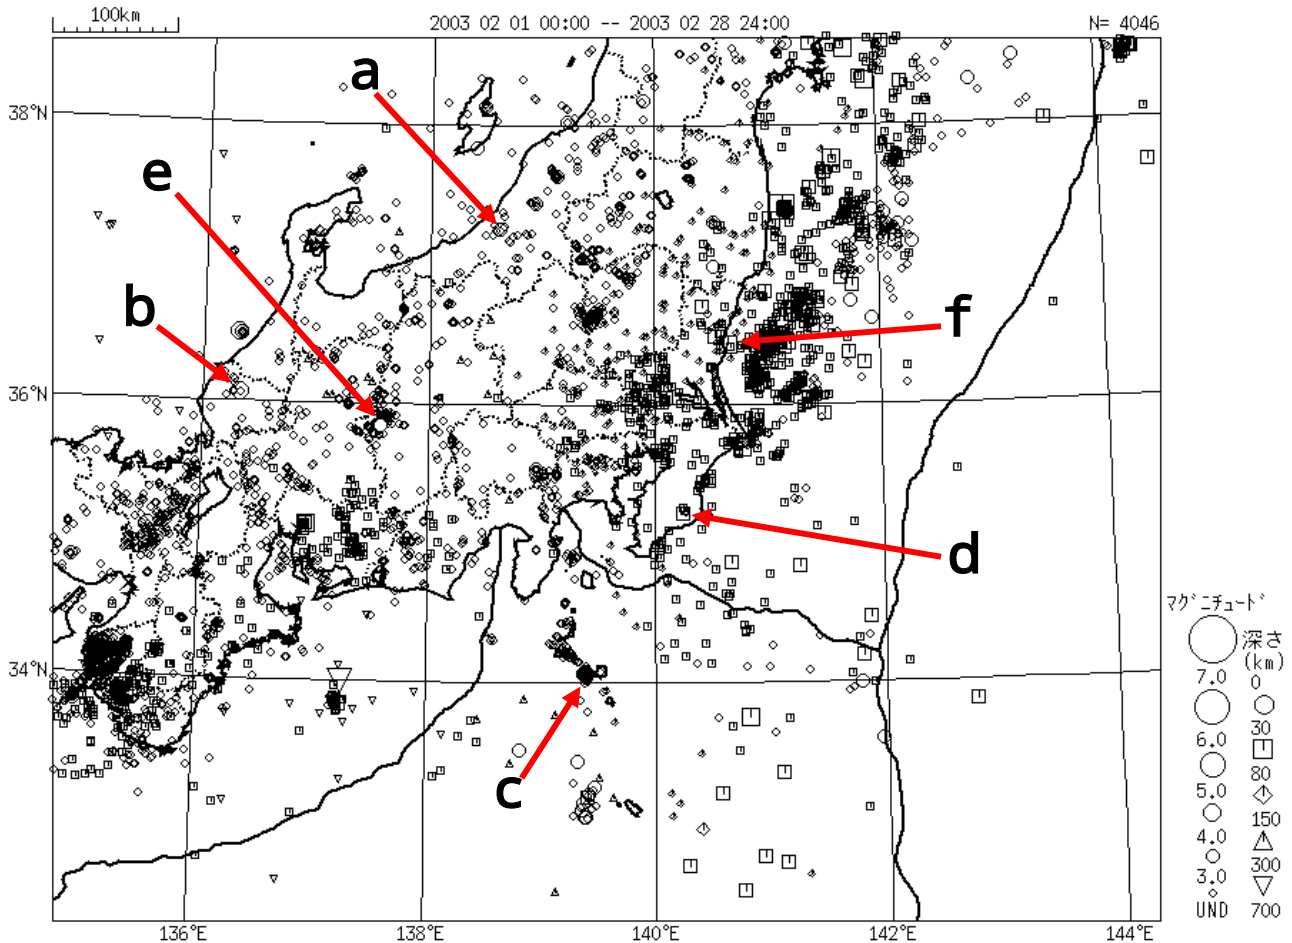 100km 2003 02 01 00:00 -- 2003 02 28 24:00 N= 4046
a
38°N
e
b
f
36°N
d
ﾏｸﾞﾆﾁｭｰﾄﾞ
深さ
(km)
34°N
7.0
0
30
6.0
80
c
5.0
150
4.0
300
3.0
UND
700
136°E 138°E 140°E 142°E 144°E